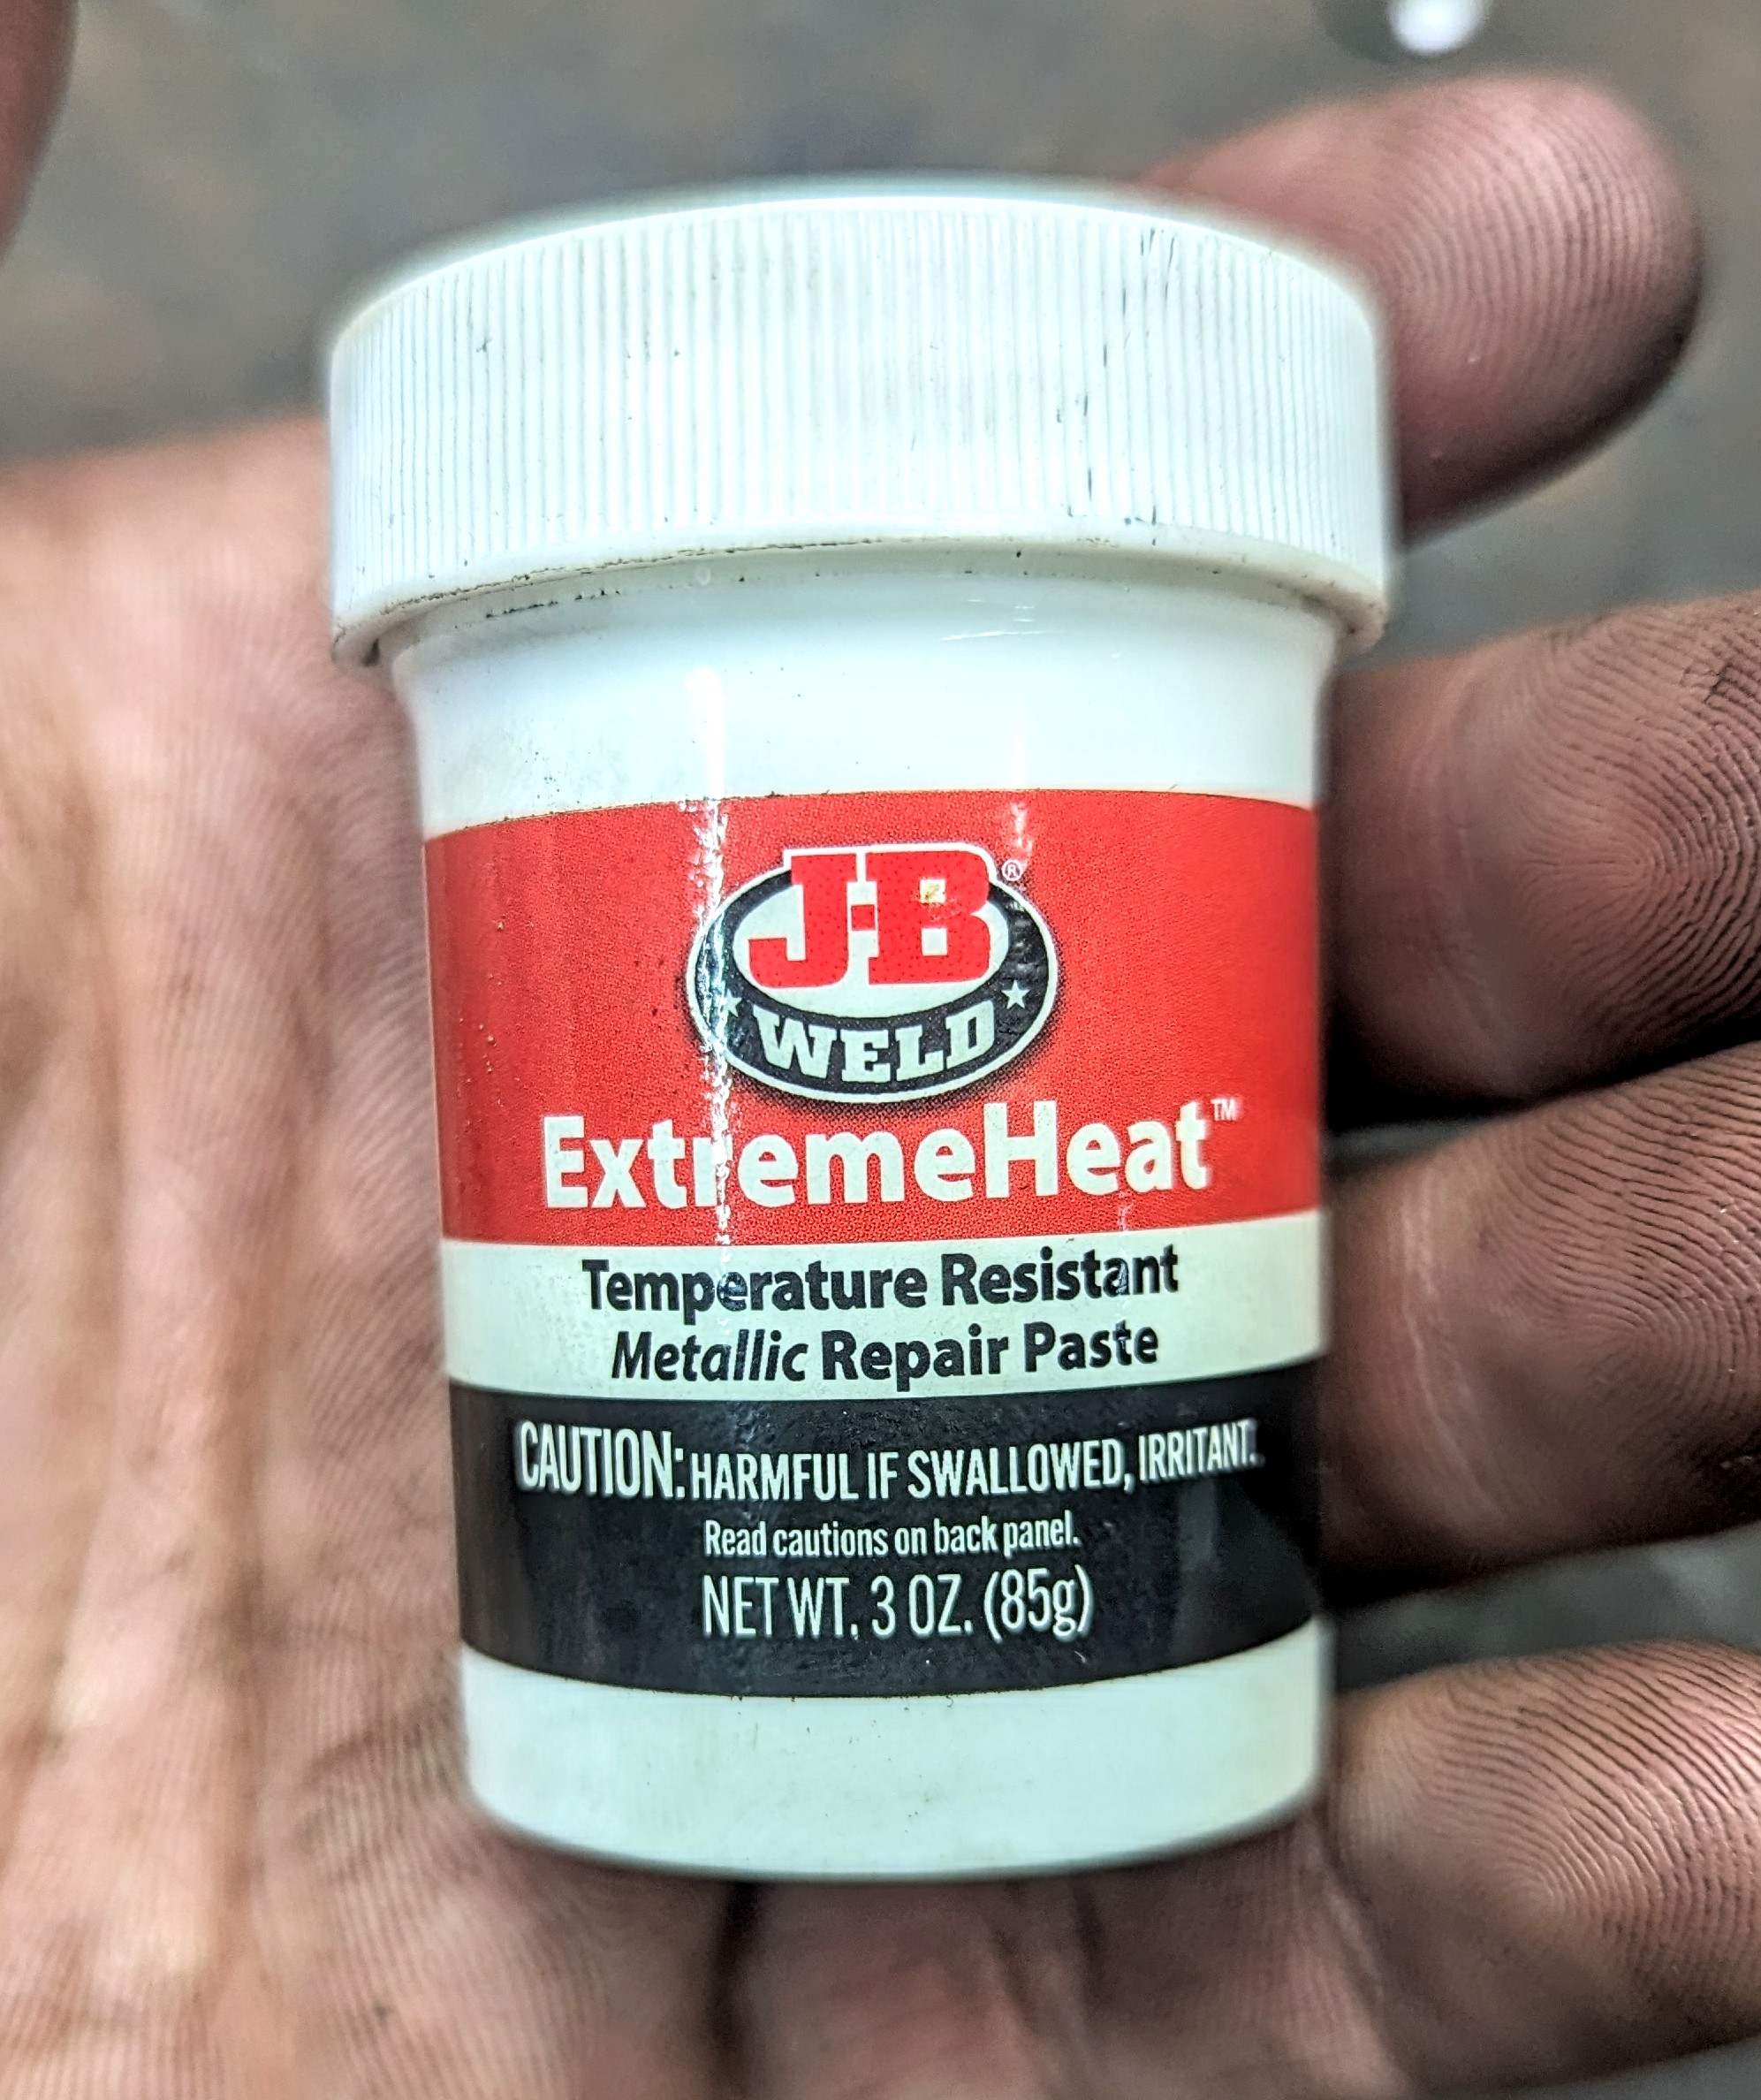 J-B®
WELD
ExtremeHeat™
Temperature Resistant
Metallic Repair Paste
CAUTION: HARMFUL IF SWALLOWED, IRRITANT.
Read cautions on back panel.
NET WT. 3 OZ. (85g)